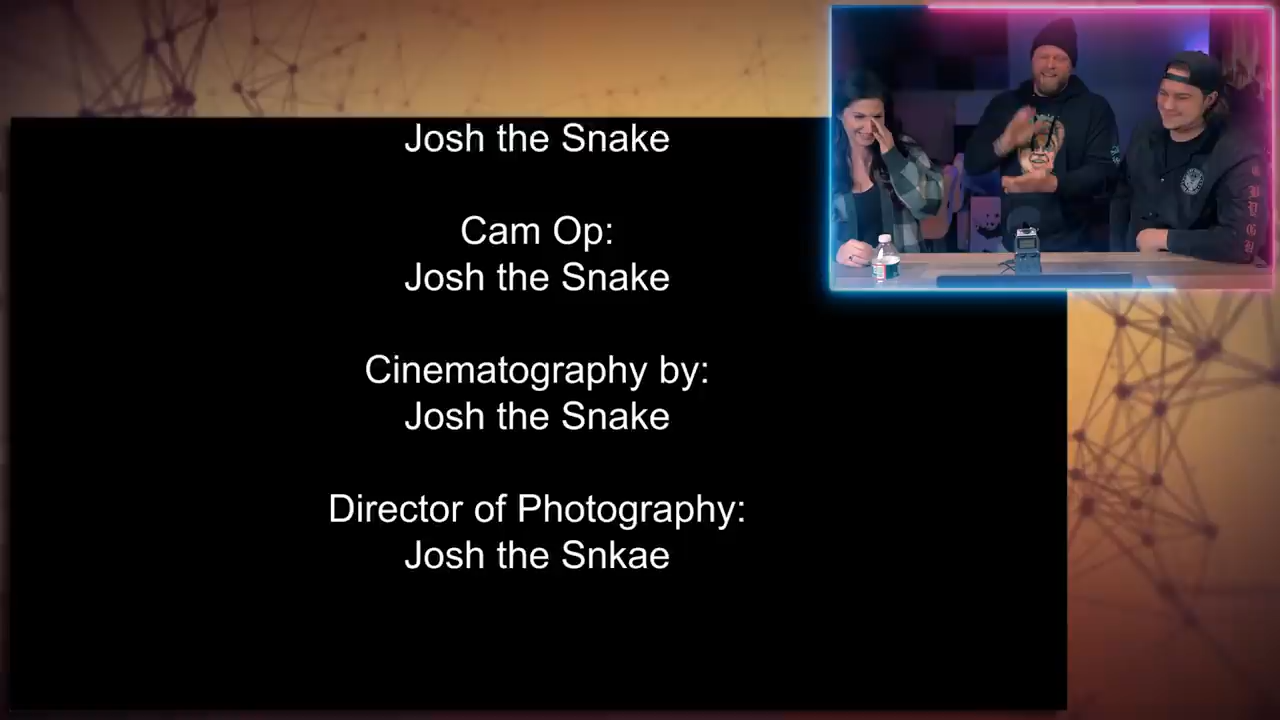 Josh the Snake
Cam Op:
Josh the Snake
Cinematography by:
Josh the Snake
Director of Photography:
Josh the Snkae